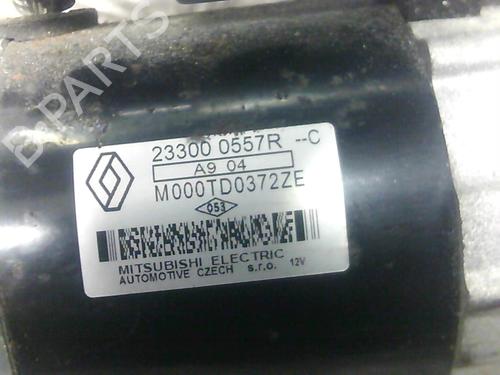 B-PARTS
23300 0557R --C
A9 04
M000TD0372ZE
053
MITSUBISHI ELECTRIC
AUTOMOTIVE CZECH s.r.o. 12V